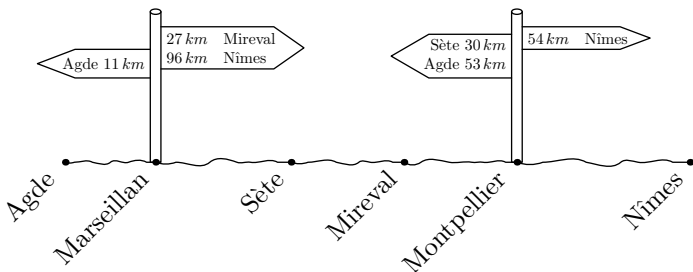 Agde 11 km
27 km Mireval
96 km Nîmes
Sète 30 km
Agde 53 km
54 km Nîmes
Agde
Marseillan
Sète
Mireval
Montpellier
Nîmes